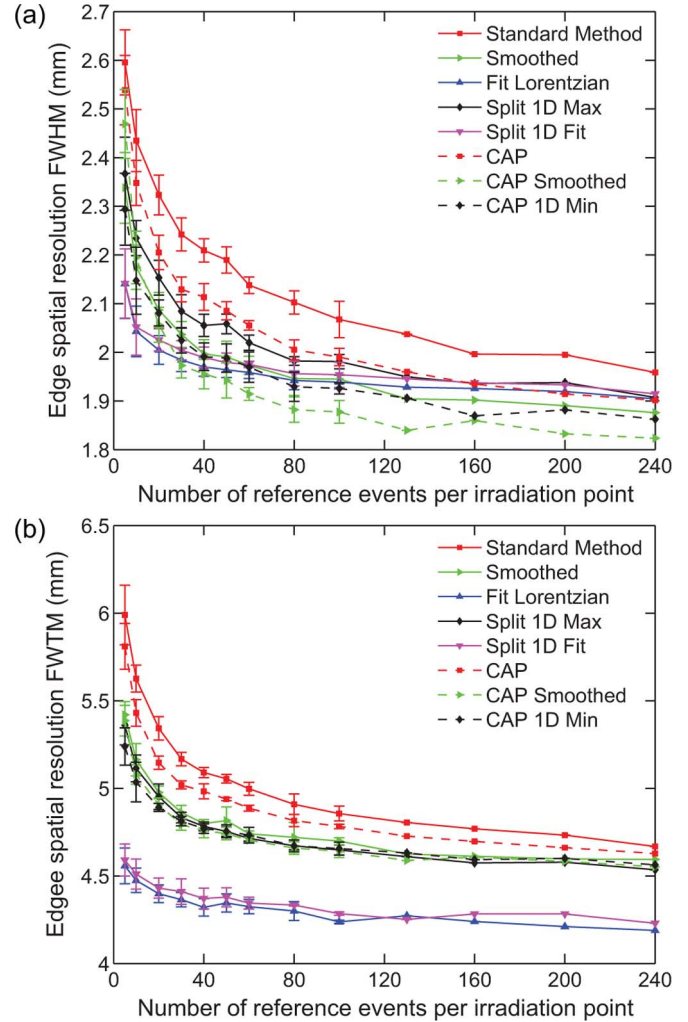 (a)
2.7
2.6
2.5
2.4
2.3
2.2
2.1
2
1.9
1.8
Edge spatial resolution FWHM (mm)
Standard Method
Smoothed
Fit Lorentzian
Split 1D Max
Split 1D Fit
CAP
CAP Smoothed
CAP 1D Min
0 40 80 120 160 200 240
Number of reference events per irradiation point
(b)
6.5
6
5.5
5
4.5
4
Edgee spatial resolution FWTM (mm)
Standard Method
Smoothed
Fit Lorentzian
Split 1D Max
Split 1D Fit
CAP
CAP Smoothed
CAP 1D Min
0 40 80 120 160 200 240
Number of reference events per irradiation point